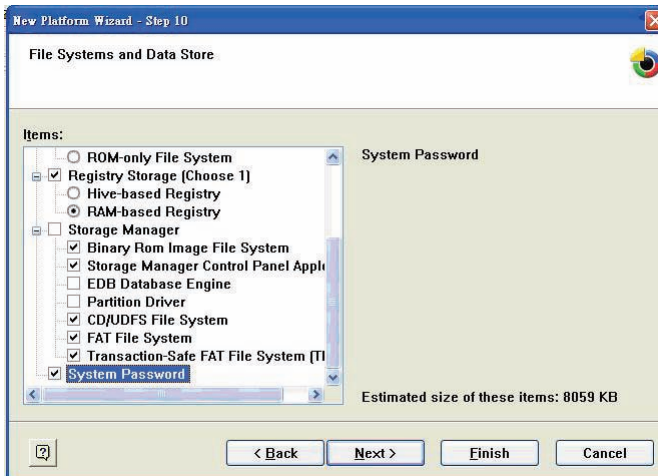 New Platform Wizard - Step 10
File Systems and Data Store
Items:
ROM-only File System
Registry Storage (Choose 1)
Hive-based Registry
RAM-based Registry
Storage Manager
Binary Rom Image File System
Storage Manager Control Panel Apple
EDB Database Engine
Partition Driver
CD/UDFS File System
FAT File System
Transaction-Safe FAT File System (T
System Password
System Password
Estimated size of these items: 8059 KB
< Back
Next >
Finish
Cancel